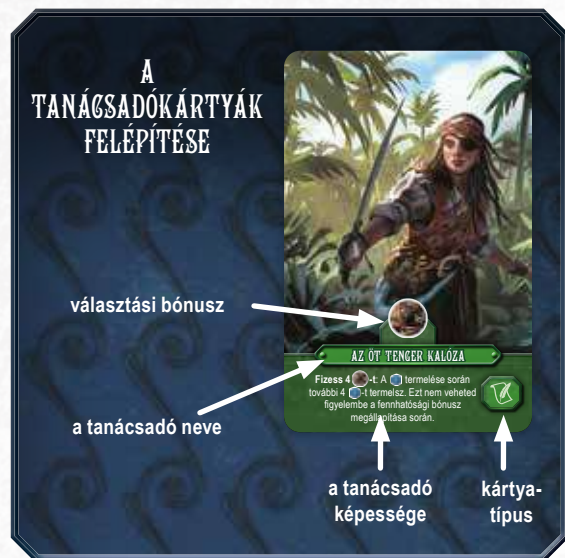 A
TANÁCSADÓKÁRTYÁK
FELÉPÍTÉSE
választási bónusz
AZ ÖT TENGER KALÓZA
Fizess 4 -t: A termelése során
további 4 -t termelsz. Ezt nem veheted
figyelembe a fennhatósági bónusz
megállapítása során.
a tanácsadó neve
a tanácsadó
képessége
kártya-
típus